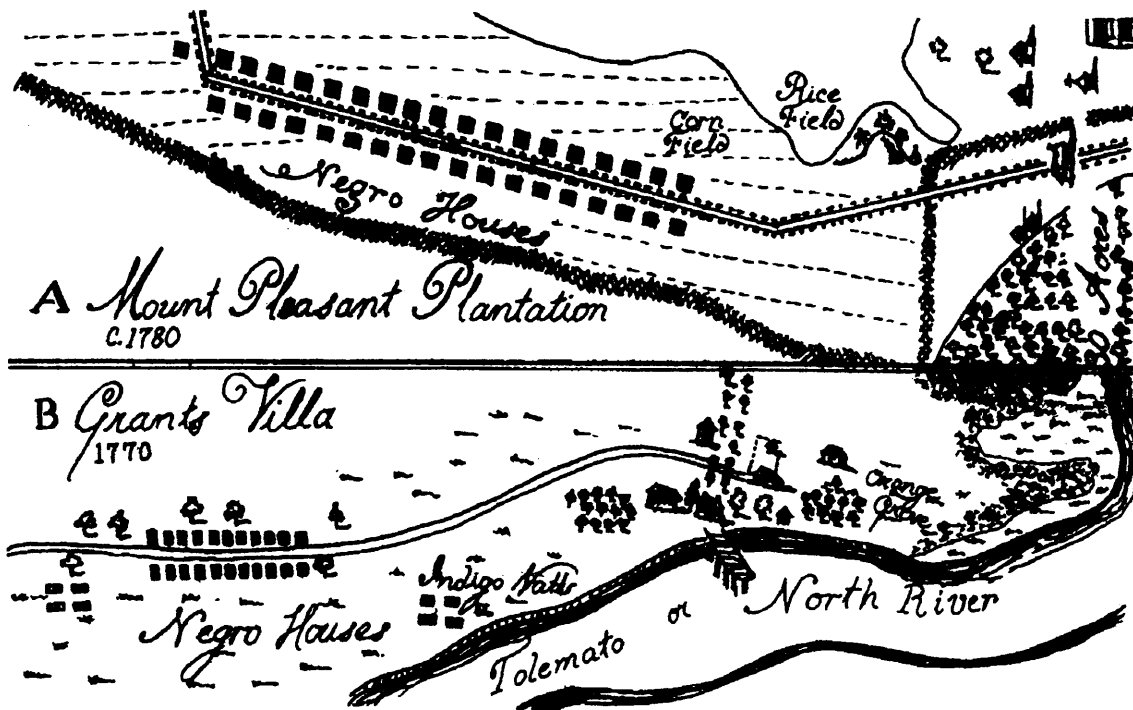 Rice
Field
Corn
Field
Negro Houses
Acres
A Mount Pleasant Plantation
c.1780
B Grants Villa
1770
Orange
Grove
Indigo Vatts
Negro Houses
Tolemato or North River